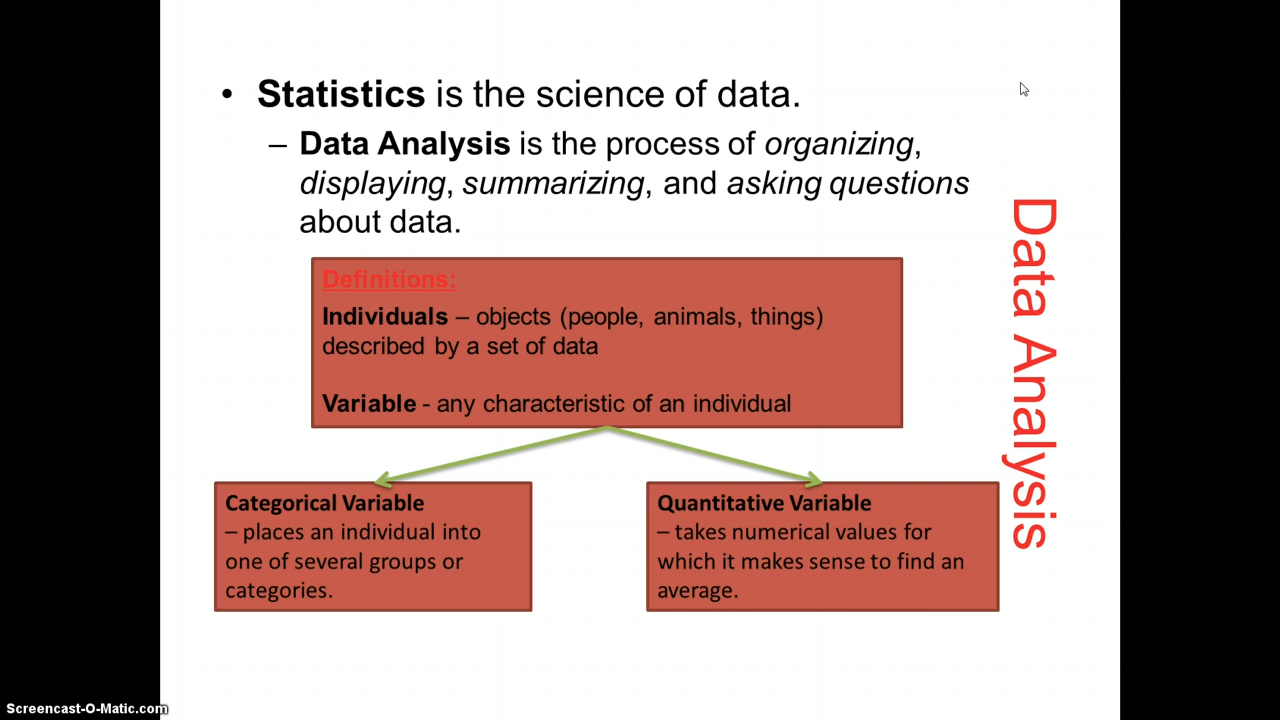 • Statistics is the science of data.
– Data Analysis is the process of organizing,
displaying, summarizing, and asking questions
about data.
Data Analysis
Definitions:
Individuals – objects (people, animals, things)
described by a set of data
Variable - any characteristic of an individual
Categorical Variable
– places an individual into
one of several groups or
categories.
Quantitative Variable
– takes numerical values for
which it makes sense to find an
average.
Screencast-O-Matic.com